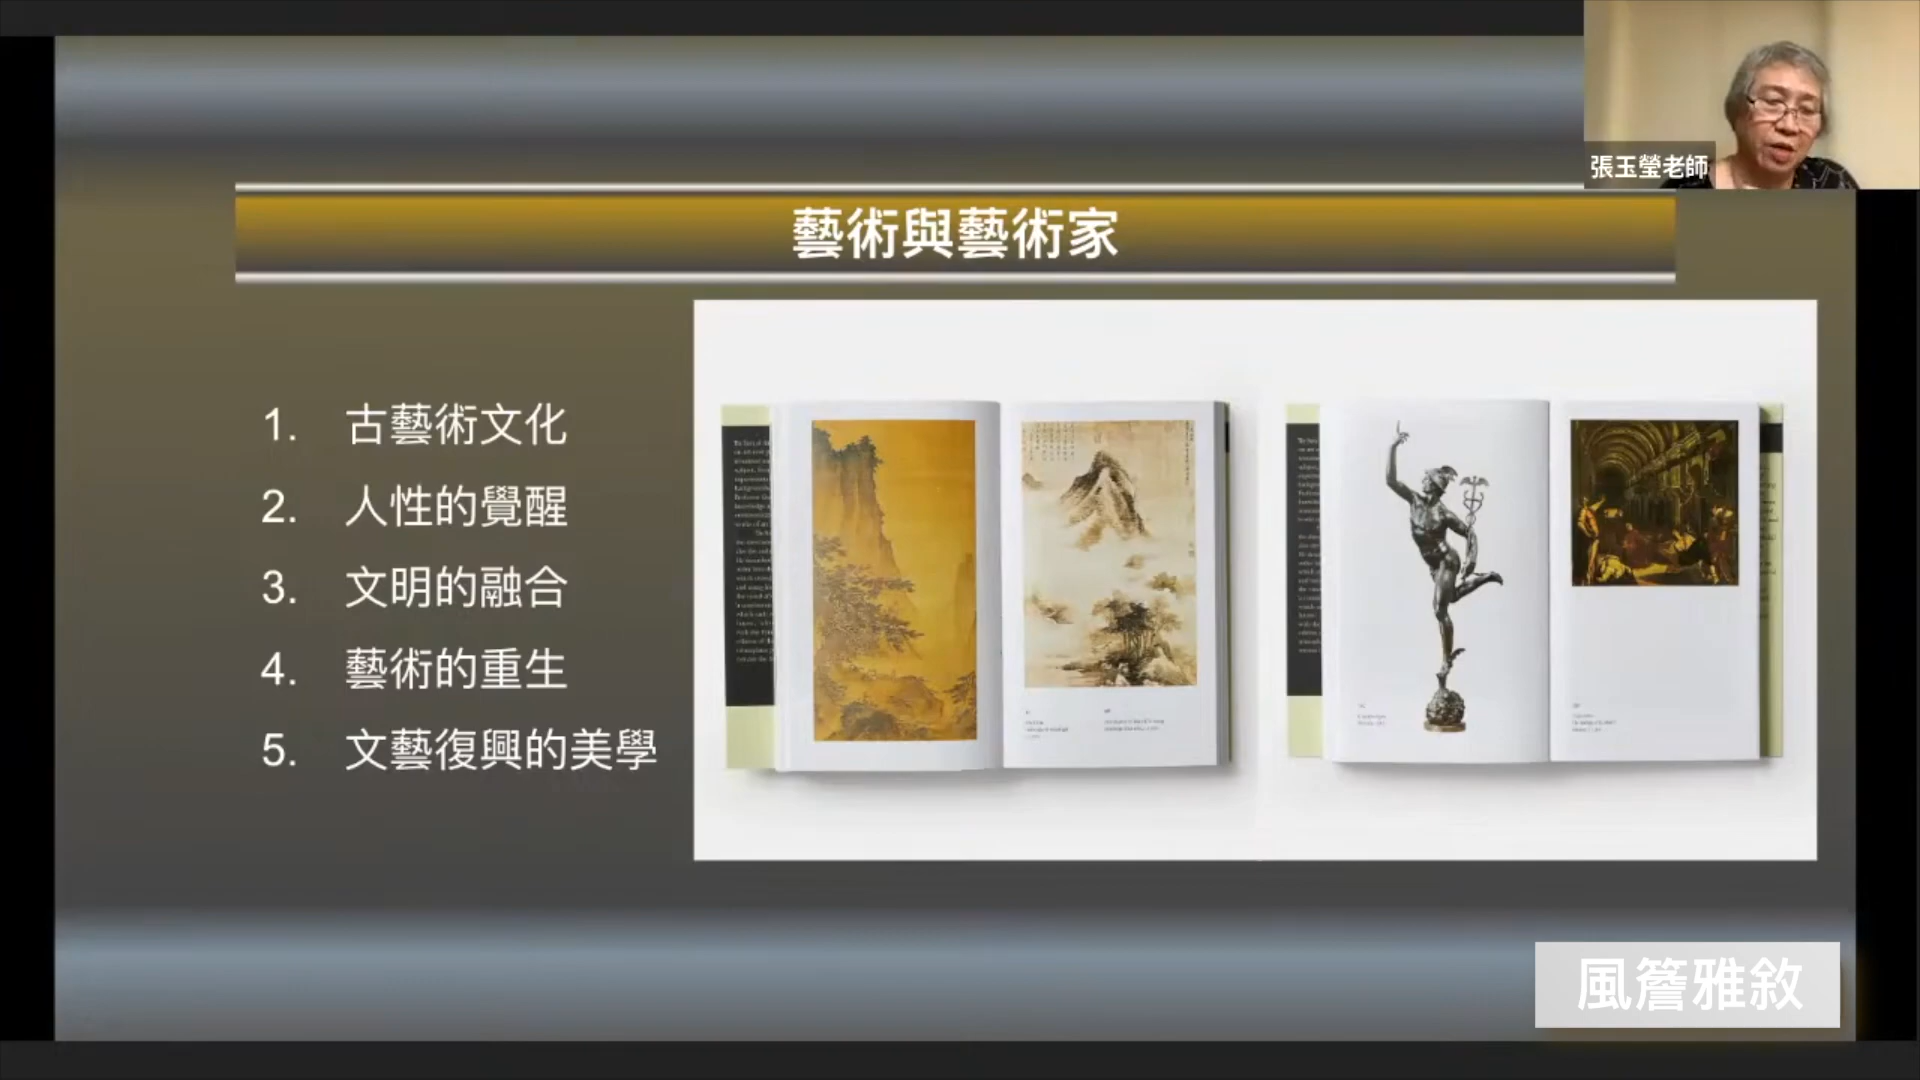 張玉瑩老師
藝術與藝術家
1. 古藝術文化
2. 人性的覺醒
3. 文明的融合
4. 藝術的重生
5. 文藝復興的美學
風簷雅敘